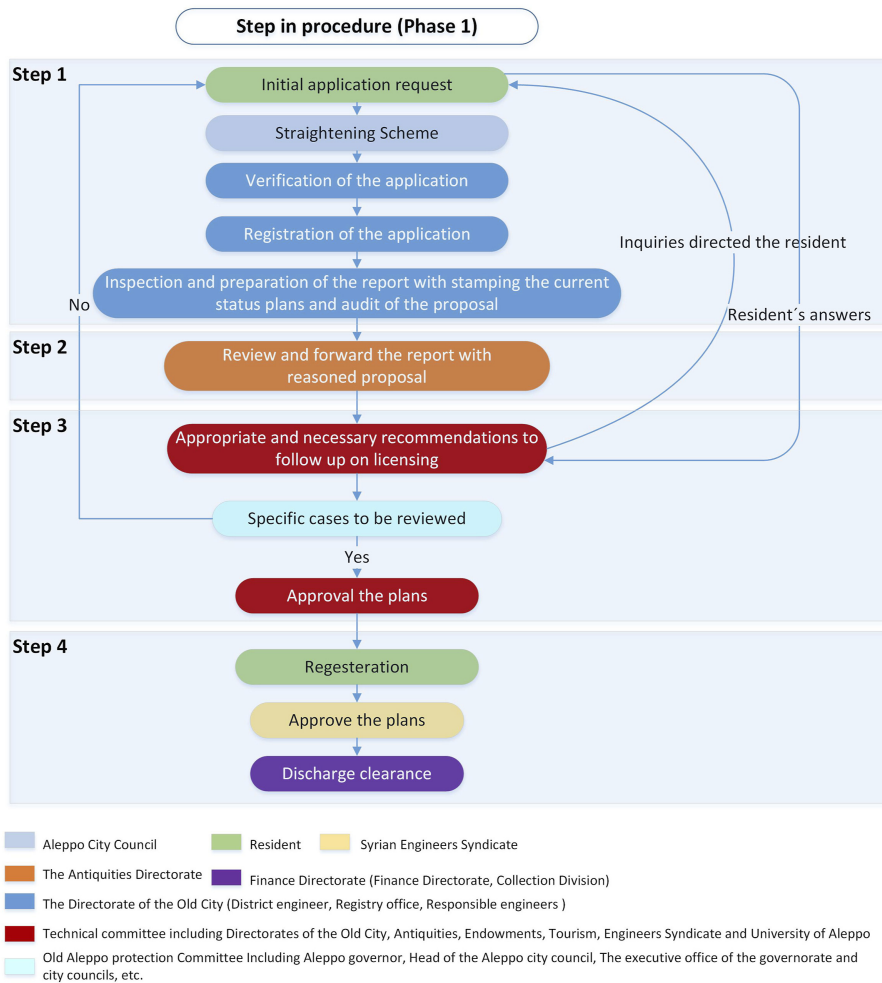 Step in procedure (Phase 1)
Step 1
Initial application request
Straightening Scheme
Verification of the application
Registration of the application
Inquiries directed the resident
Inspection and preparation of the report with stamping the current
status plans and audit of the proposal
No
Resident´s answers
Step 2
Review and forward the report with
reasoned proposal
Step 3
Appropriate and necessary recommendations to
follow up on licensing
Specific cases to be reviewed
Yes
Approval the plans
Step 4
Regesteration
Approve the plans
Discharge clearance
Aleppo City Council
Resident
Syrian Engineers Syndicate
The Antiquities Directorate
Finance Directorate (Finance Directorate, Collection Division)
The Directorate of the Old City (District engineer, Registry office, Responsible engineers )
Technical committee including Directorates of the Old City, Antiquities, Endowments, Tourism, Engineers Syndicate and University of Aleppo
Old Aleppo protection Committee Including Aleppo governor, Head of the Aleppo city council, The executive office of the governorate and
city councils, etc.